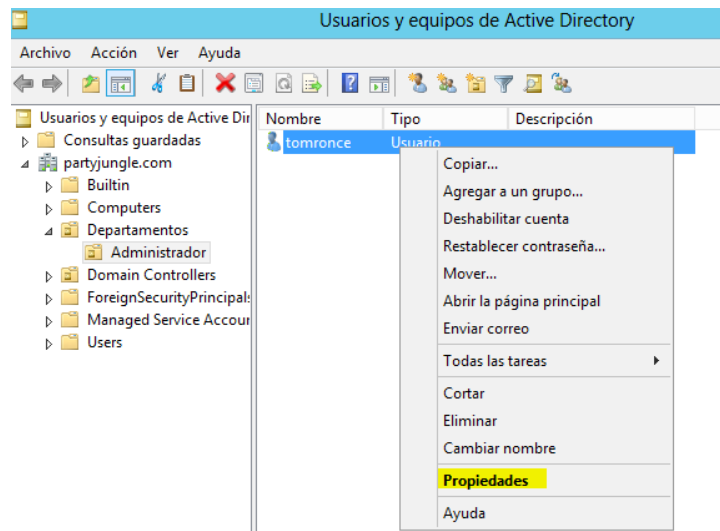 Usuarios y equipos de Active Directory
Archivo Acción Ver Ayuda
Usuarios y equipos de Active Dir
Consultas guardadas
partyjungle.com
Builtin
Computers
Departamentos
Administrador
Domain Controllers
ForeignSecurityPrincipals
Managed Service Accour
Users
Nombre Tipo Descripción
tomronce Usuario
Copiar...
Agregar a un grupo...
Deshabilitar cuenta
Restablecer contraseña...
Mover...
Abrir la página principal
Enviar correo
Todas las tareas
Cortar
Eliminar
Cambiar nombre
Propiedades
Ayuda